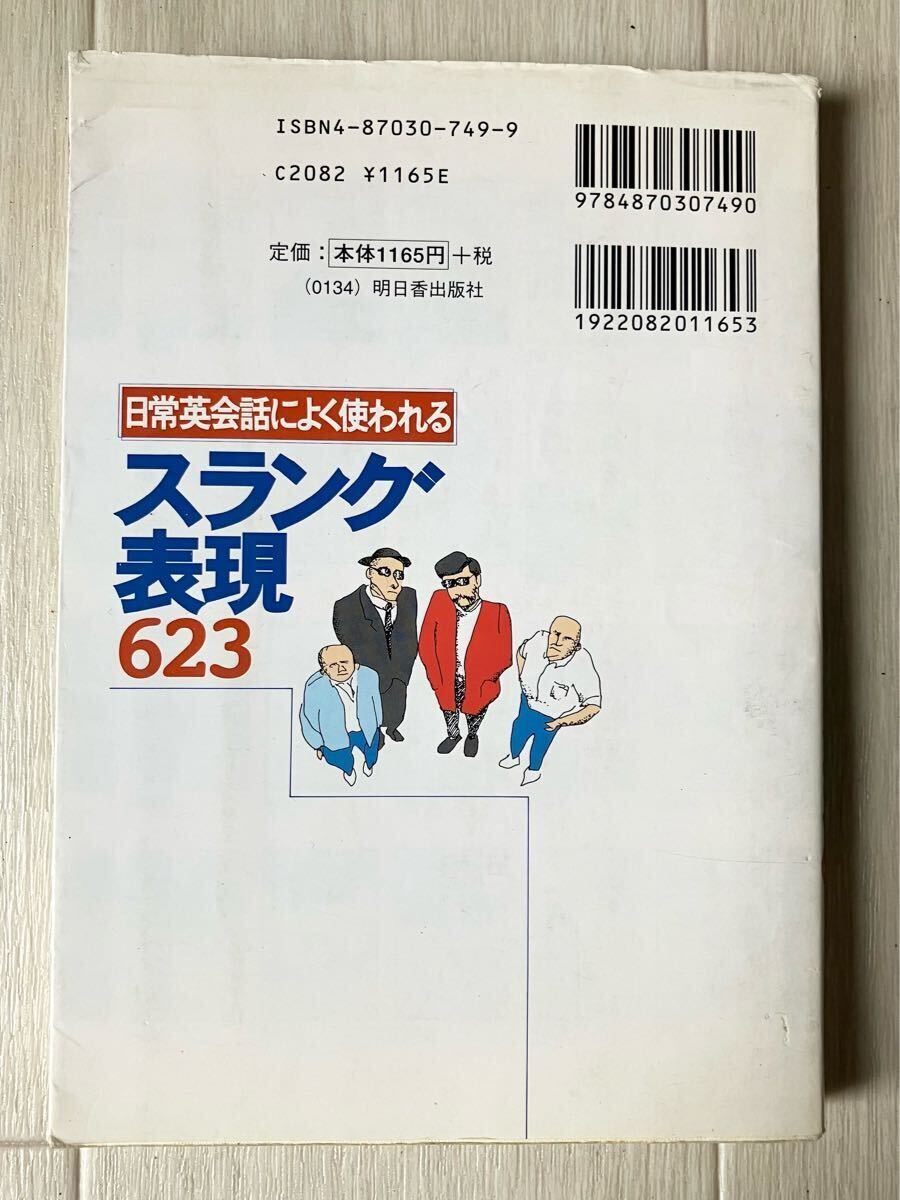 ISBN4-87030-749-9
C2082 ¥1165E
9784870307490
定価：本体1165円+税
（0134）明日香出版社
1922082011653
日常英会話によく使われる
スラング
表現
623